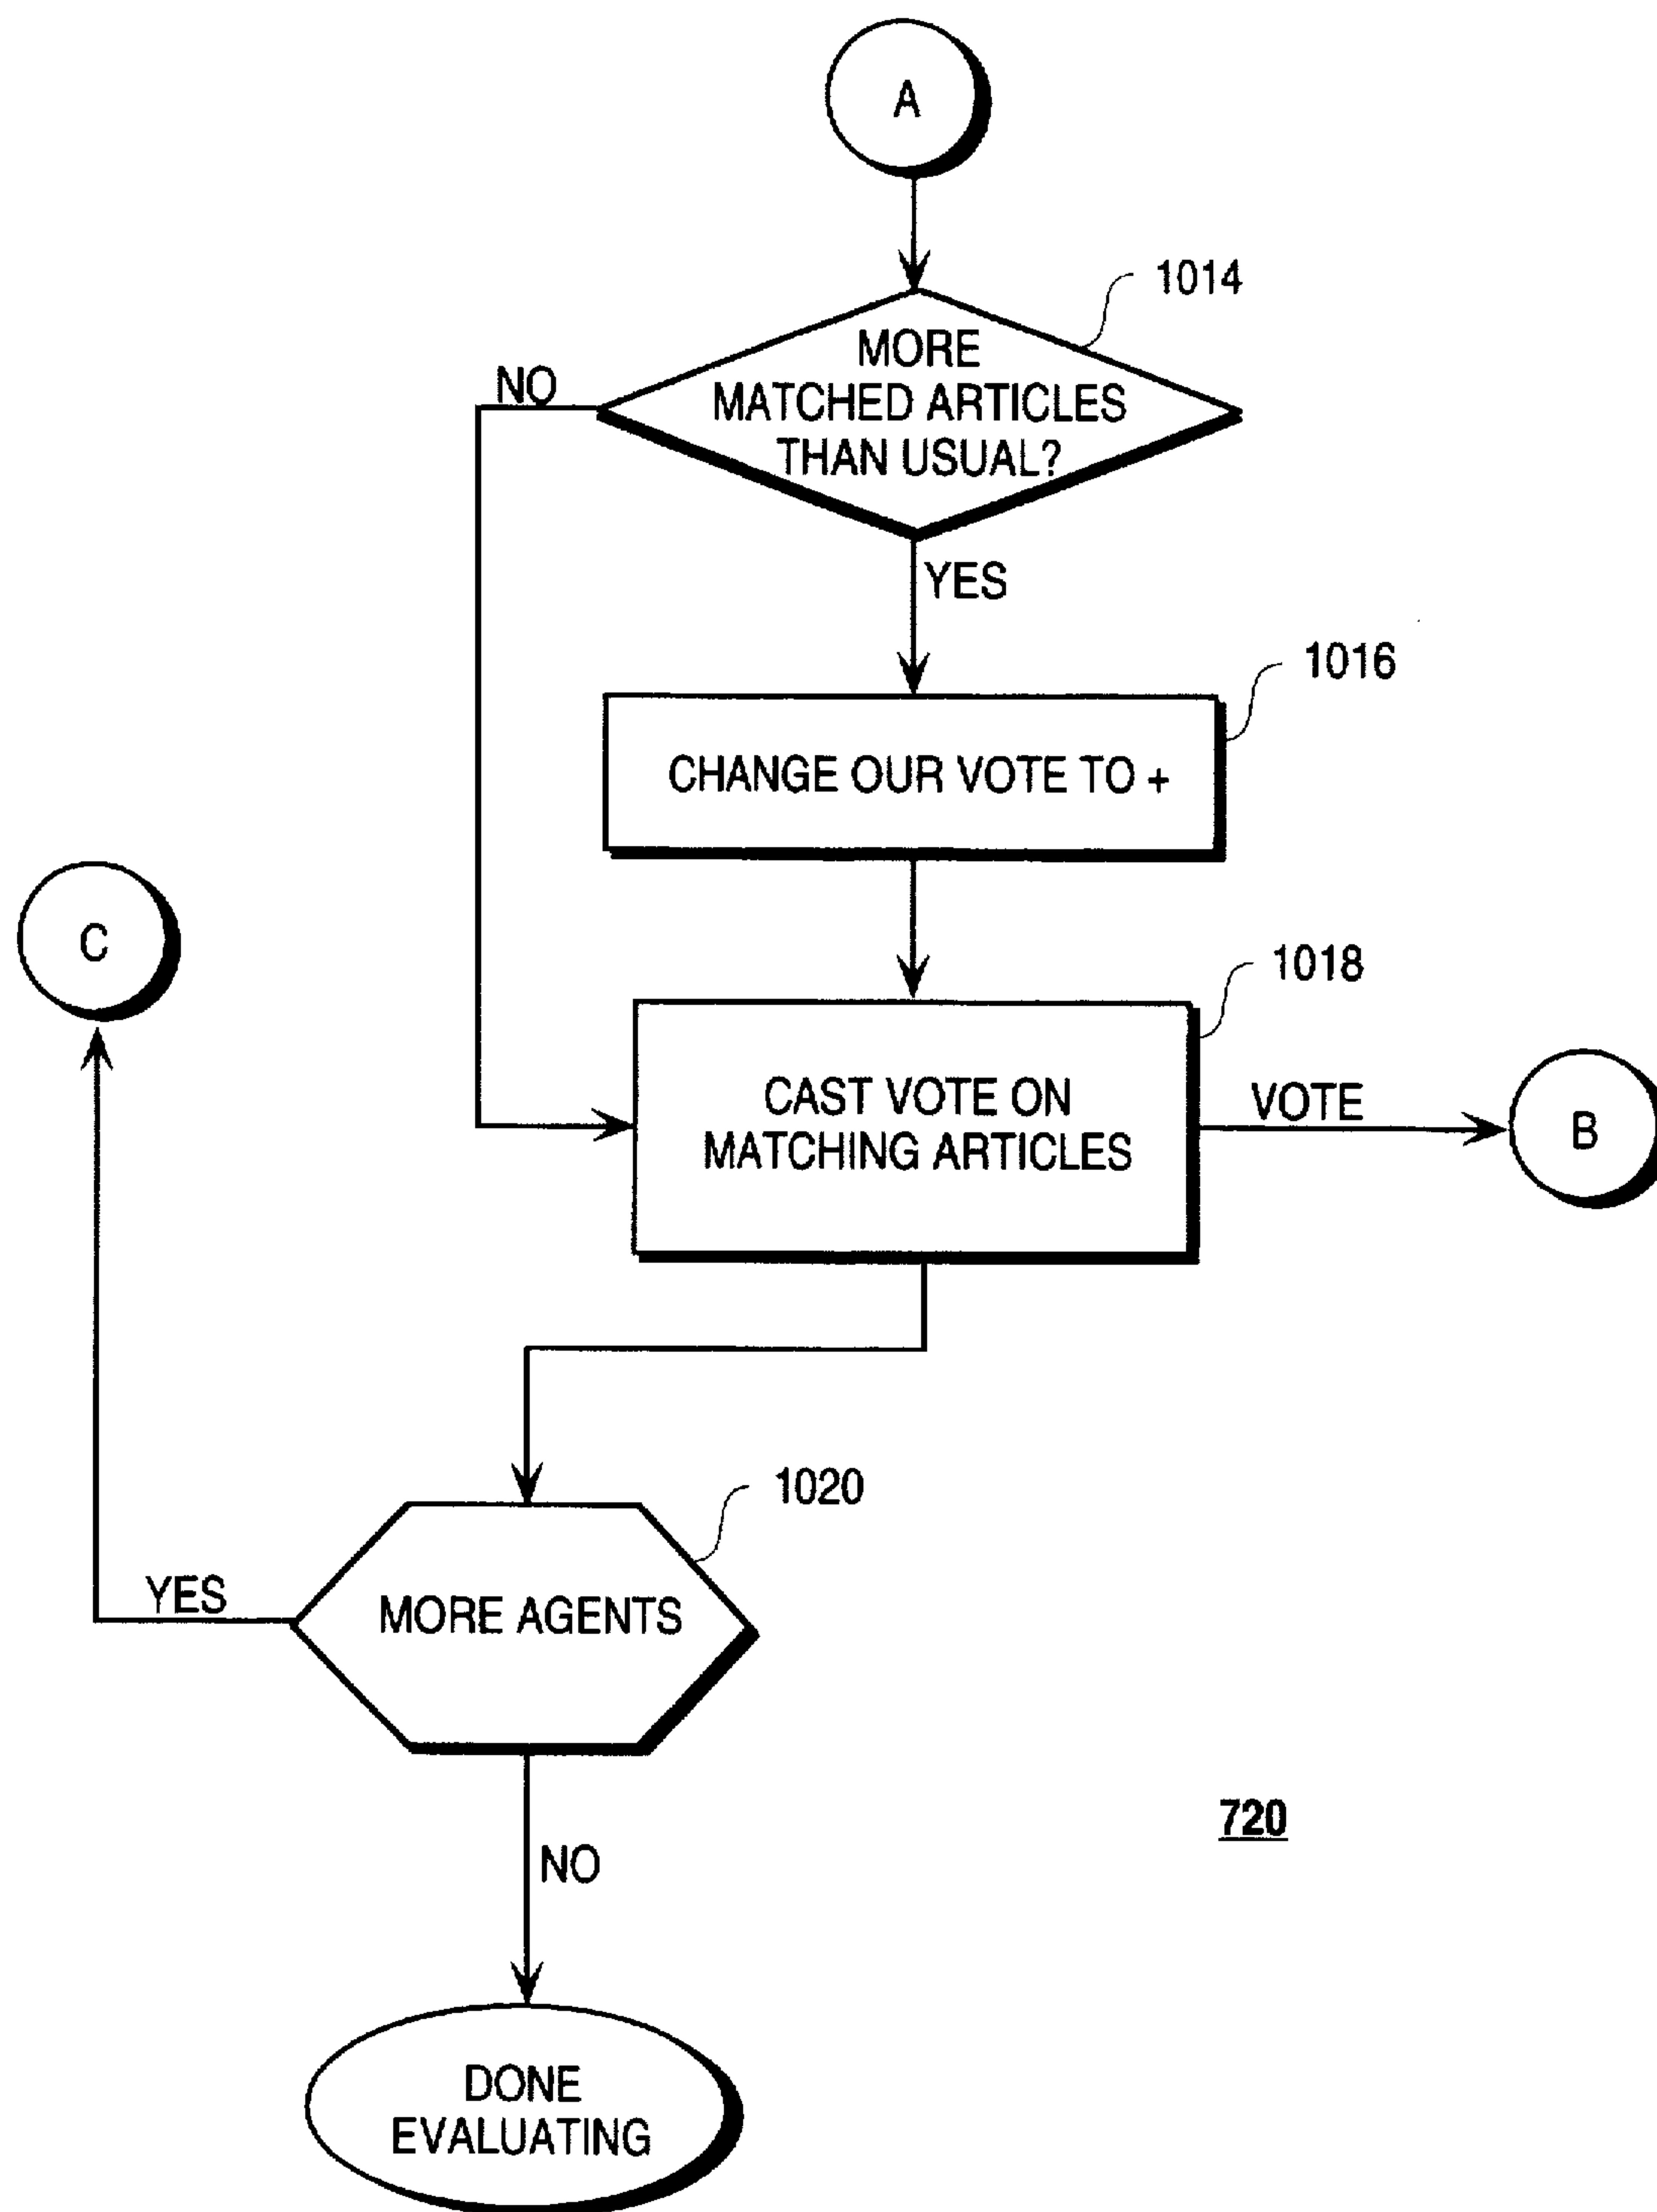 A
1014
MORE
MATCHED ARTICLES
THAN USUAL?
NO
YES
1016
CHANGE OUR VOTE TO +
C
1018
CAST VOTE ON
MATCHING ARTICLES
VOTE
B
1020
MORE AGENTS
YES
NO
720
DONE
EVALUATING